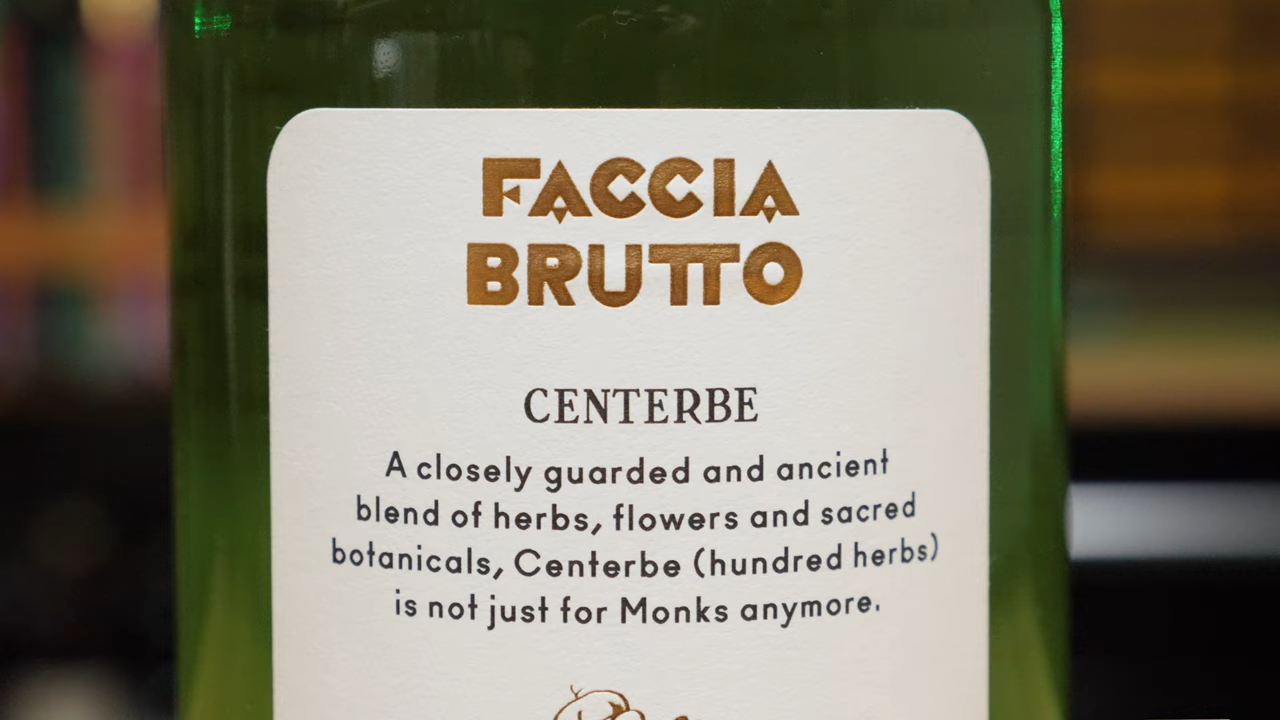 FACCIA
BRUTTO
CENTERBE
A closely guarded and ancient
blend of herbs, flowers and sacred
botanicals, Centerbe (hundred herbs)
is not just for Monks anymore.